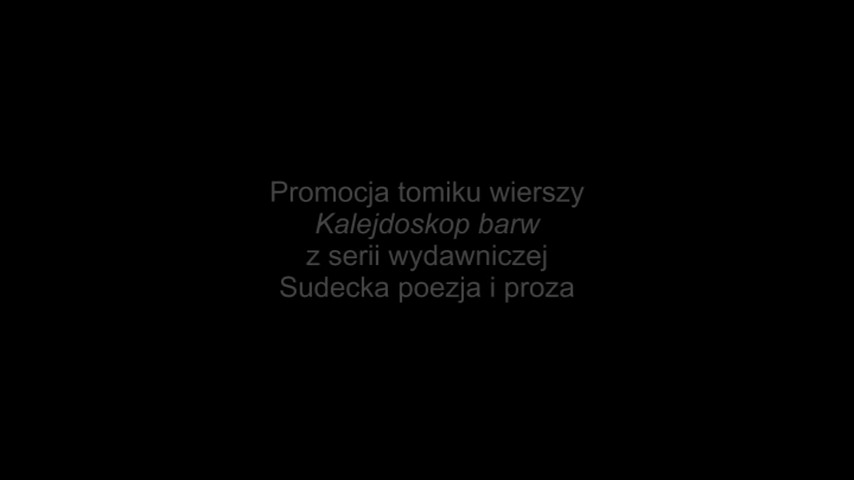 Promocja tomiku wierszy
Kalejdoskop barw
z serii wydawniczej
Sudecka poezja i proza